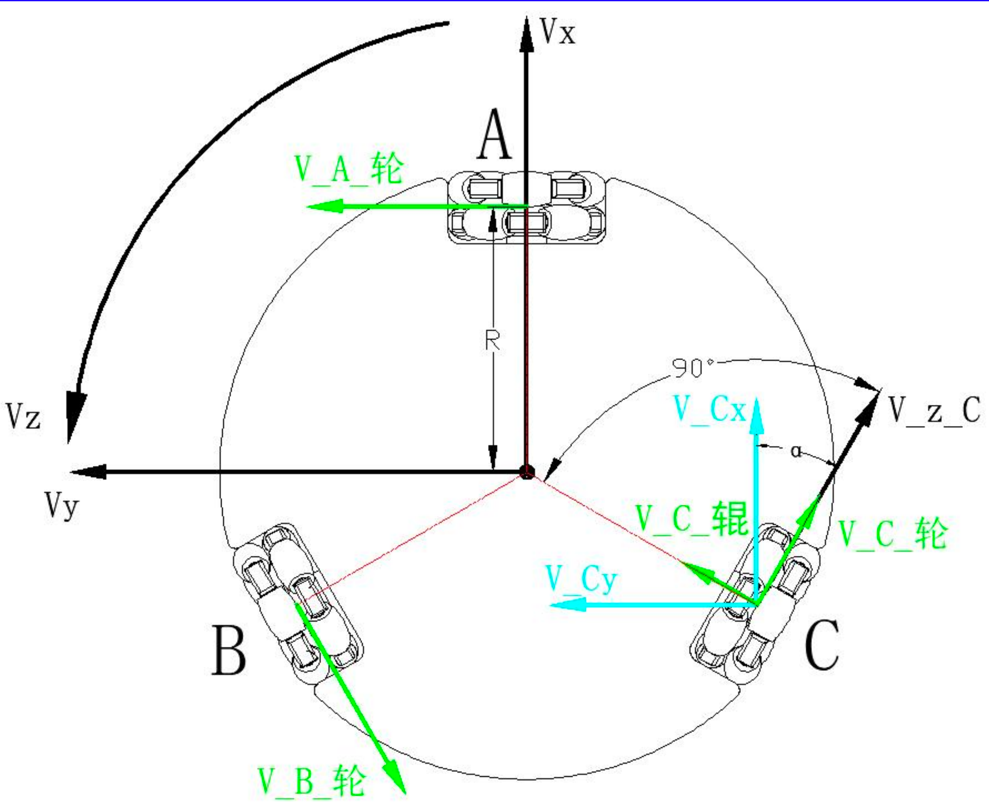 Vx
A
V_A_轮
R
90°
Vz
V_Cx
V_z_C
α
Vy
V_C_辊
V_C_轮
V_Cy
B
C
V_B_轮